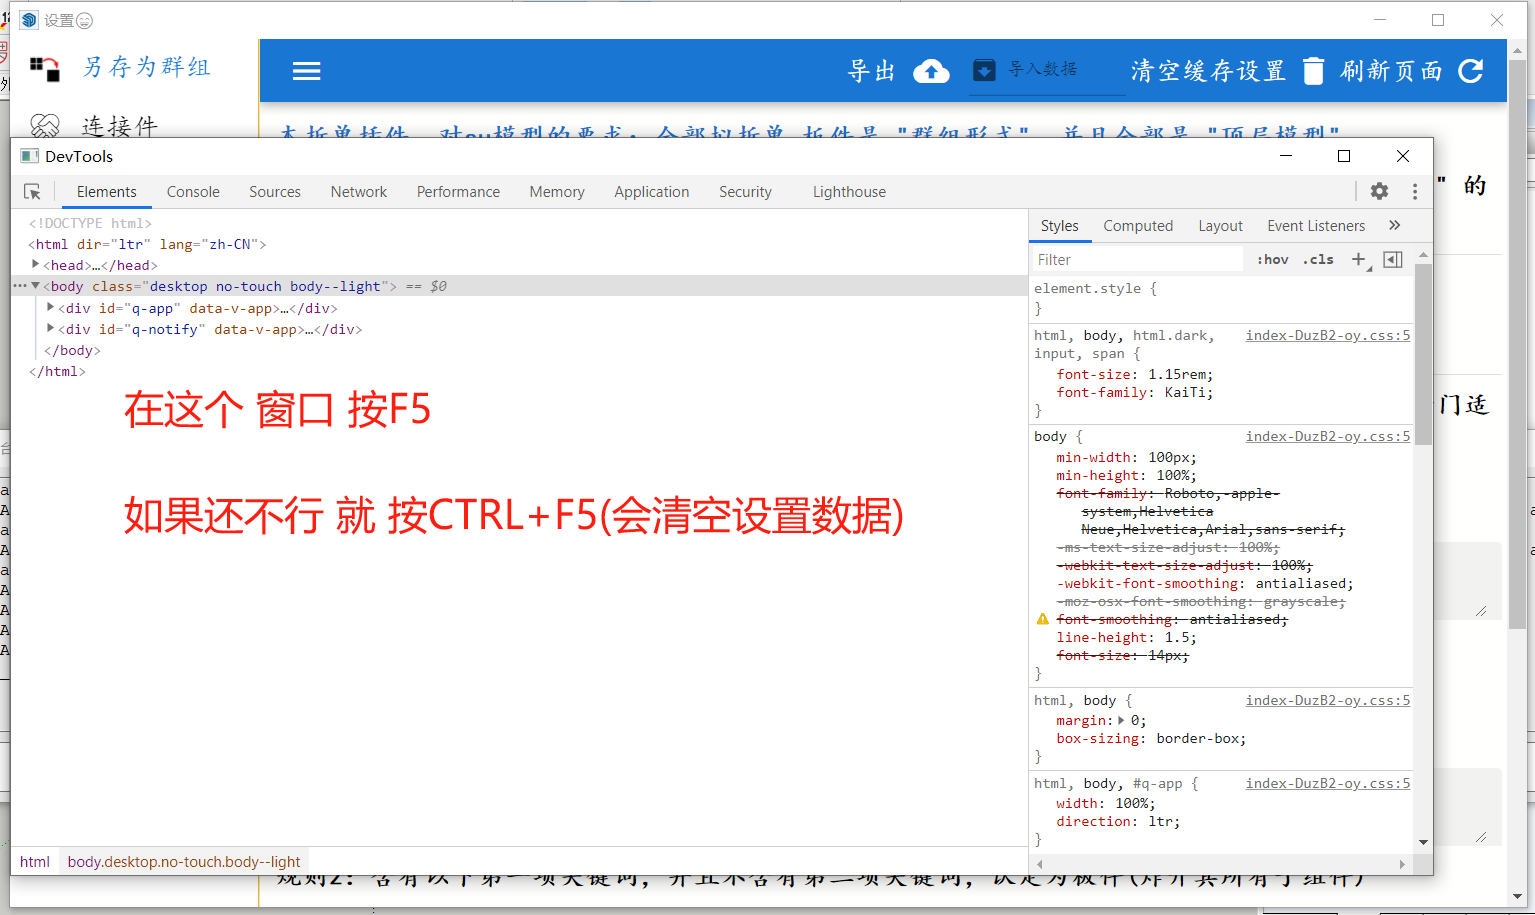 设置
另存为群组
连接件
导出
导入数据
清空缓存设置
刷新页面
" 的
门适
DevTools
Elements
Console
Sources
Network
Performance
Memory
Application
Security
Lighthouse
<!DOCTYPE html>
<html dir="ltr" lang="zh-CN">
<head>…</head>
<body class="desktop no-touch body--light"> == $0
<div id="q-app" data-v-app>…</div>
<div id="q-notify" data-v-app>…</div>
</body>
</html>
在这个 窗口 按F5
如果还不行 就 按CTRL+F5(会清空设置数据)
html
body.desktop.no-touch.body--light
Styles
Computed
Layout
Event Listeners
Filter
:hov
.cls
element.style {
}
html, body, html.dark, index-DuzB2-oy.css:5
input, span {
font-size: 1.15rem;
font-family: KaiTi;
}
body { index-DuzB2-oy.css:5
min-width: 100px;
min-height: 100%;
font-family: Roboto,-apple-
system,Helvetica
Neue,Helvetica,Arial,sans-serif;
-ms-text-size-adjust: 100%;
-webkit-text-size-adjust: 100%;
-webkit-font-smoothing: antialiased;
-moz-osx-font-smoothing: grayscale;
font-smoothing: antialiased;
line-height: 1.5;
font-size: 14px;
}
html, body { index-DuzB2-oy.css:5
margin: 0;
box-sizing: border-box;
}
html, body, #q-app { index-DuzB2-oy.css:5
width: 100%;
direction: ltr;
}